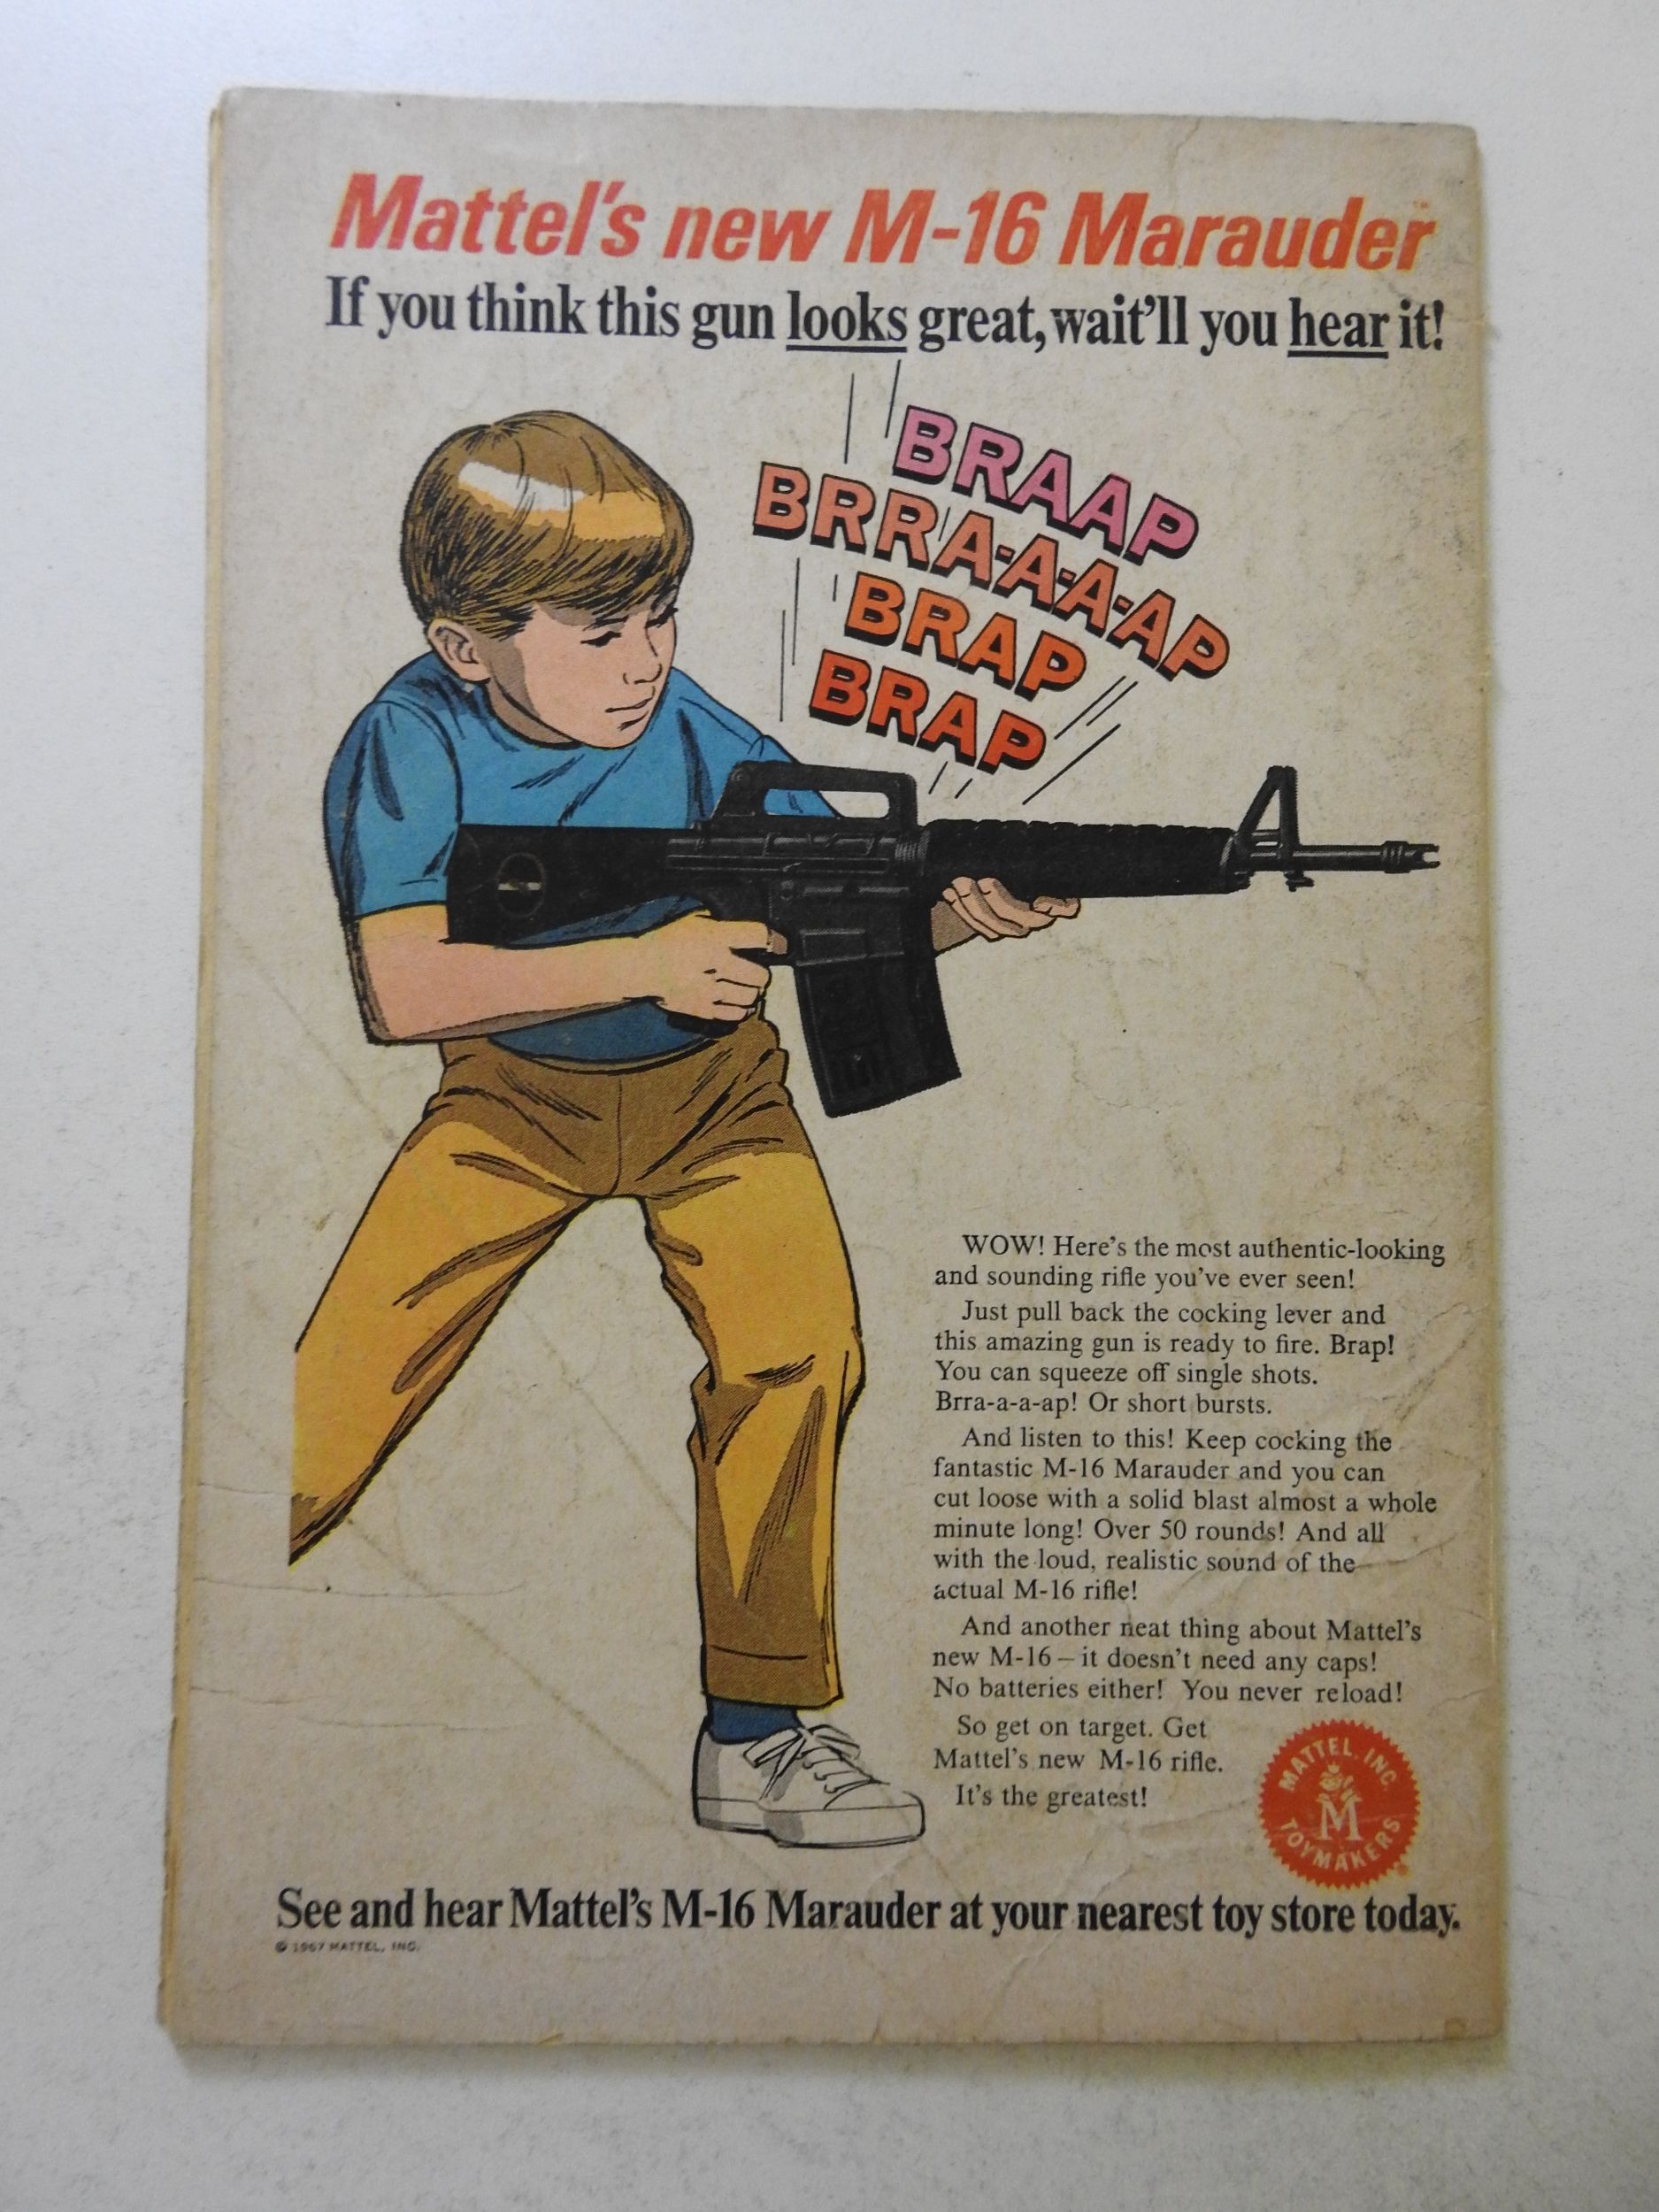 Mattel's new M-16 Marauder
If you think this gun looks great, wait'll you hear it!
BRAAP
BRRA-A-A-AP
BRAP
BRAP
WOW! Here's the most authentic-looking
and sounding rifle you've ever seen!
Just pull back the cocking lever and
this amazing gun is ready to fire. Brap!
You can squeeze off single shots.
Brra-a-a-ap! Or short bursts.
And listen to this! Keep cocking the
fantastic M-16 Marauder and you can
cut loose with a solid blast almost a whole
minute long! Over 50 rounds! And all
with the loud, realistic sound of the
actual M-16 rifle!
And another neat thing about Mattel's
new M-16 – it doesn't need any caps!
No batteries either! You never reload!
So get on target. Get
Mattel's new M-16 rifle.
It's the greatest!
MATTEL, INC.
M
TOYMAKERS
See and hear Mattel's M-16 Marauder at your nearest toy store today.
© 1967 MATTEL, INC.